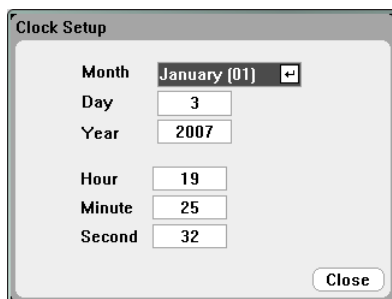 Clock Setup
Month January (01)
Day 3
Year 2007
Hour 19
Minute 25
Second 32
Close